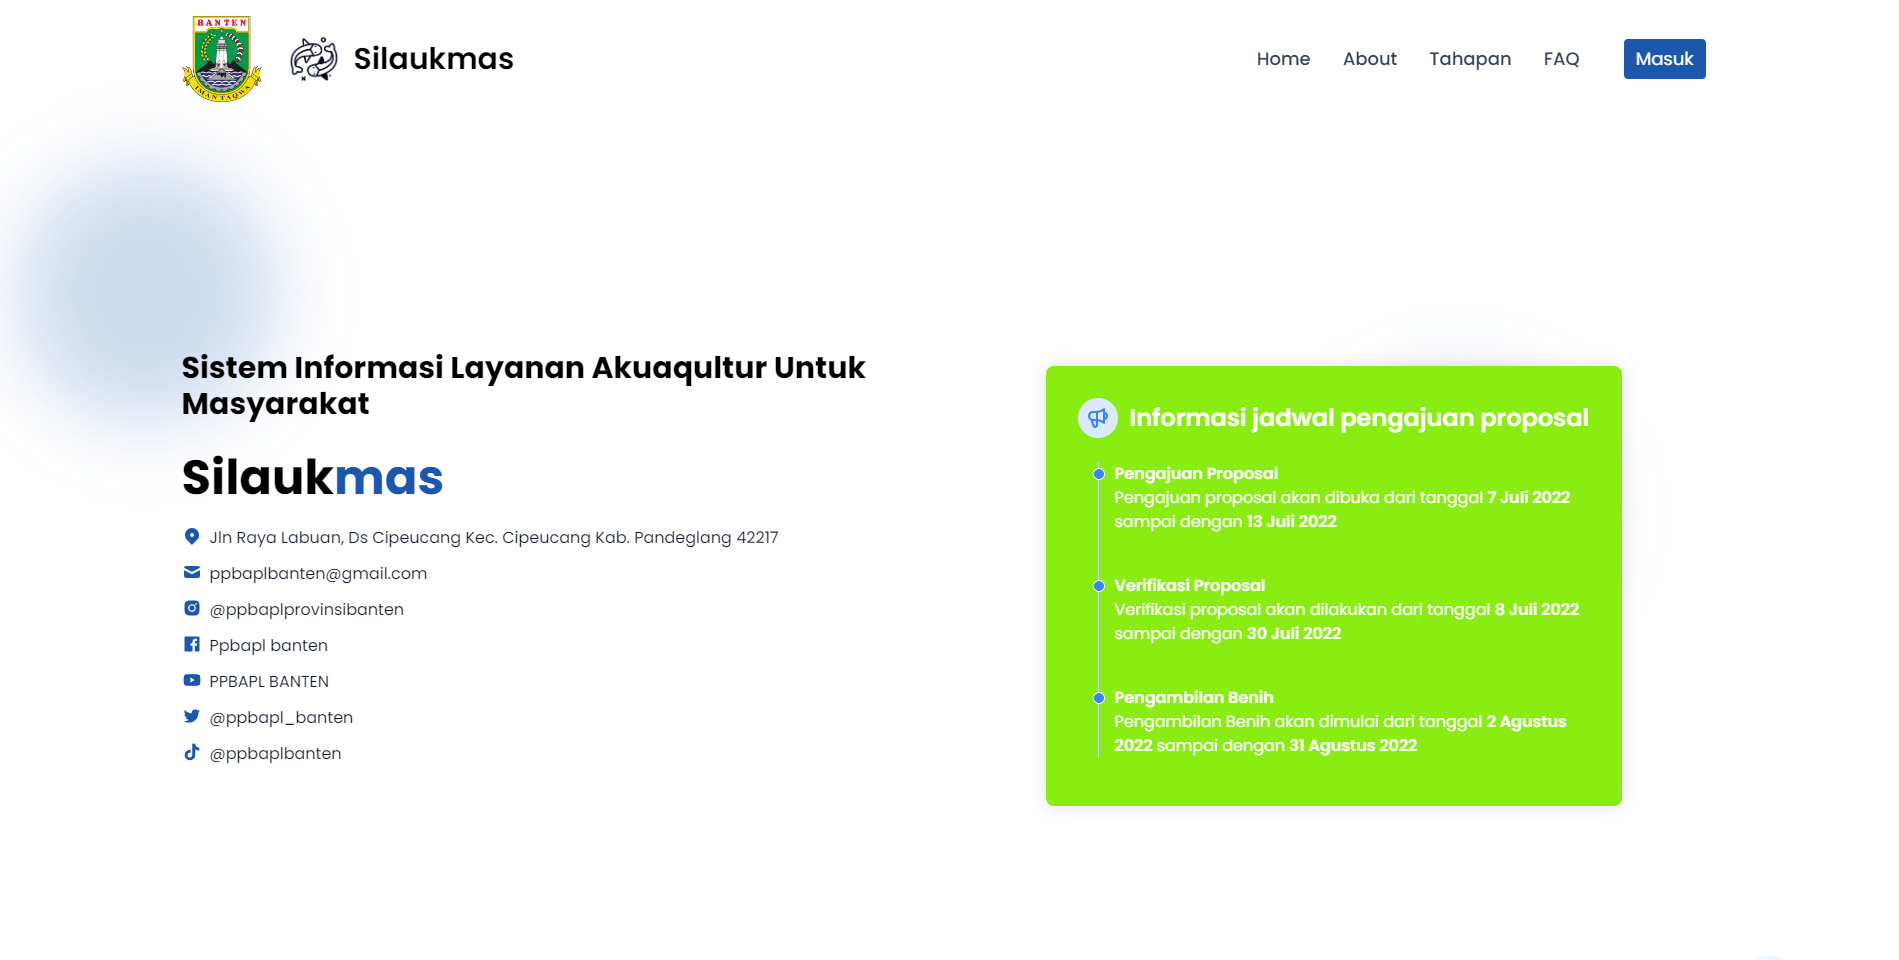 BANTEN
IMAN TAQWA
Silaukmas
Home
About
Tahapan
FAQ
Masuk
Sistem Informasi Layanan Akuaqultur Untuk
Masyarakat
Silaukmas
Jln Raya Labuan, Ds Cipeucang Kec. Cipeucang Kab. Pandeglang 42217
ppbaplbanten@gmail.com
@ppbaplprovinsibanten
Ppbapl banten
PPBAPL BANTEN
@ppbapl_banten
@ppbaplbanten
Informasi jadwal pengajuan proposal
Pengajuan Proposal
Pengajuan proposal akan dibuka dari tanggal 7 Juli 2022
sampai dengan 13 Juli 2022
Verifikasi Proposal
Verifikasi proposal akan dilakukan dari tanggal 8 Juli 2022
sampai dengan 30 Juli 2022
Pengambilan Benih
Pengambilan Benih akan dimulai dari tanggal 2 Agustus
2022 sampai dengan 31 Agustus 2022